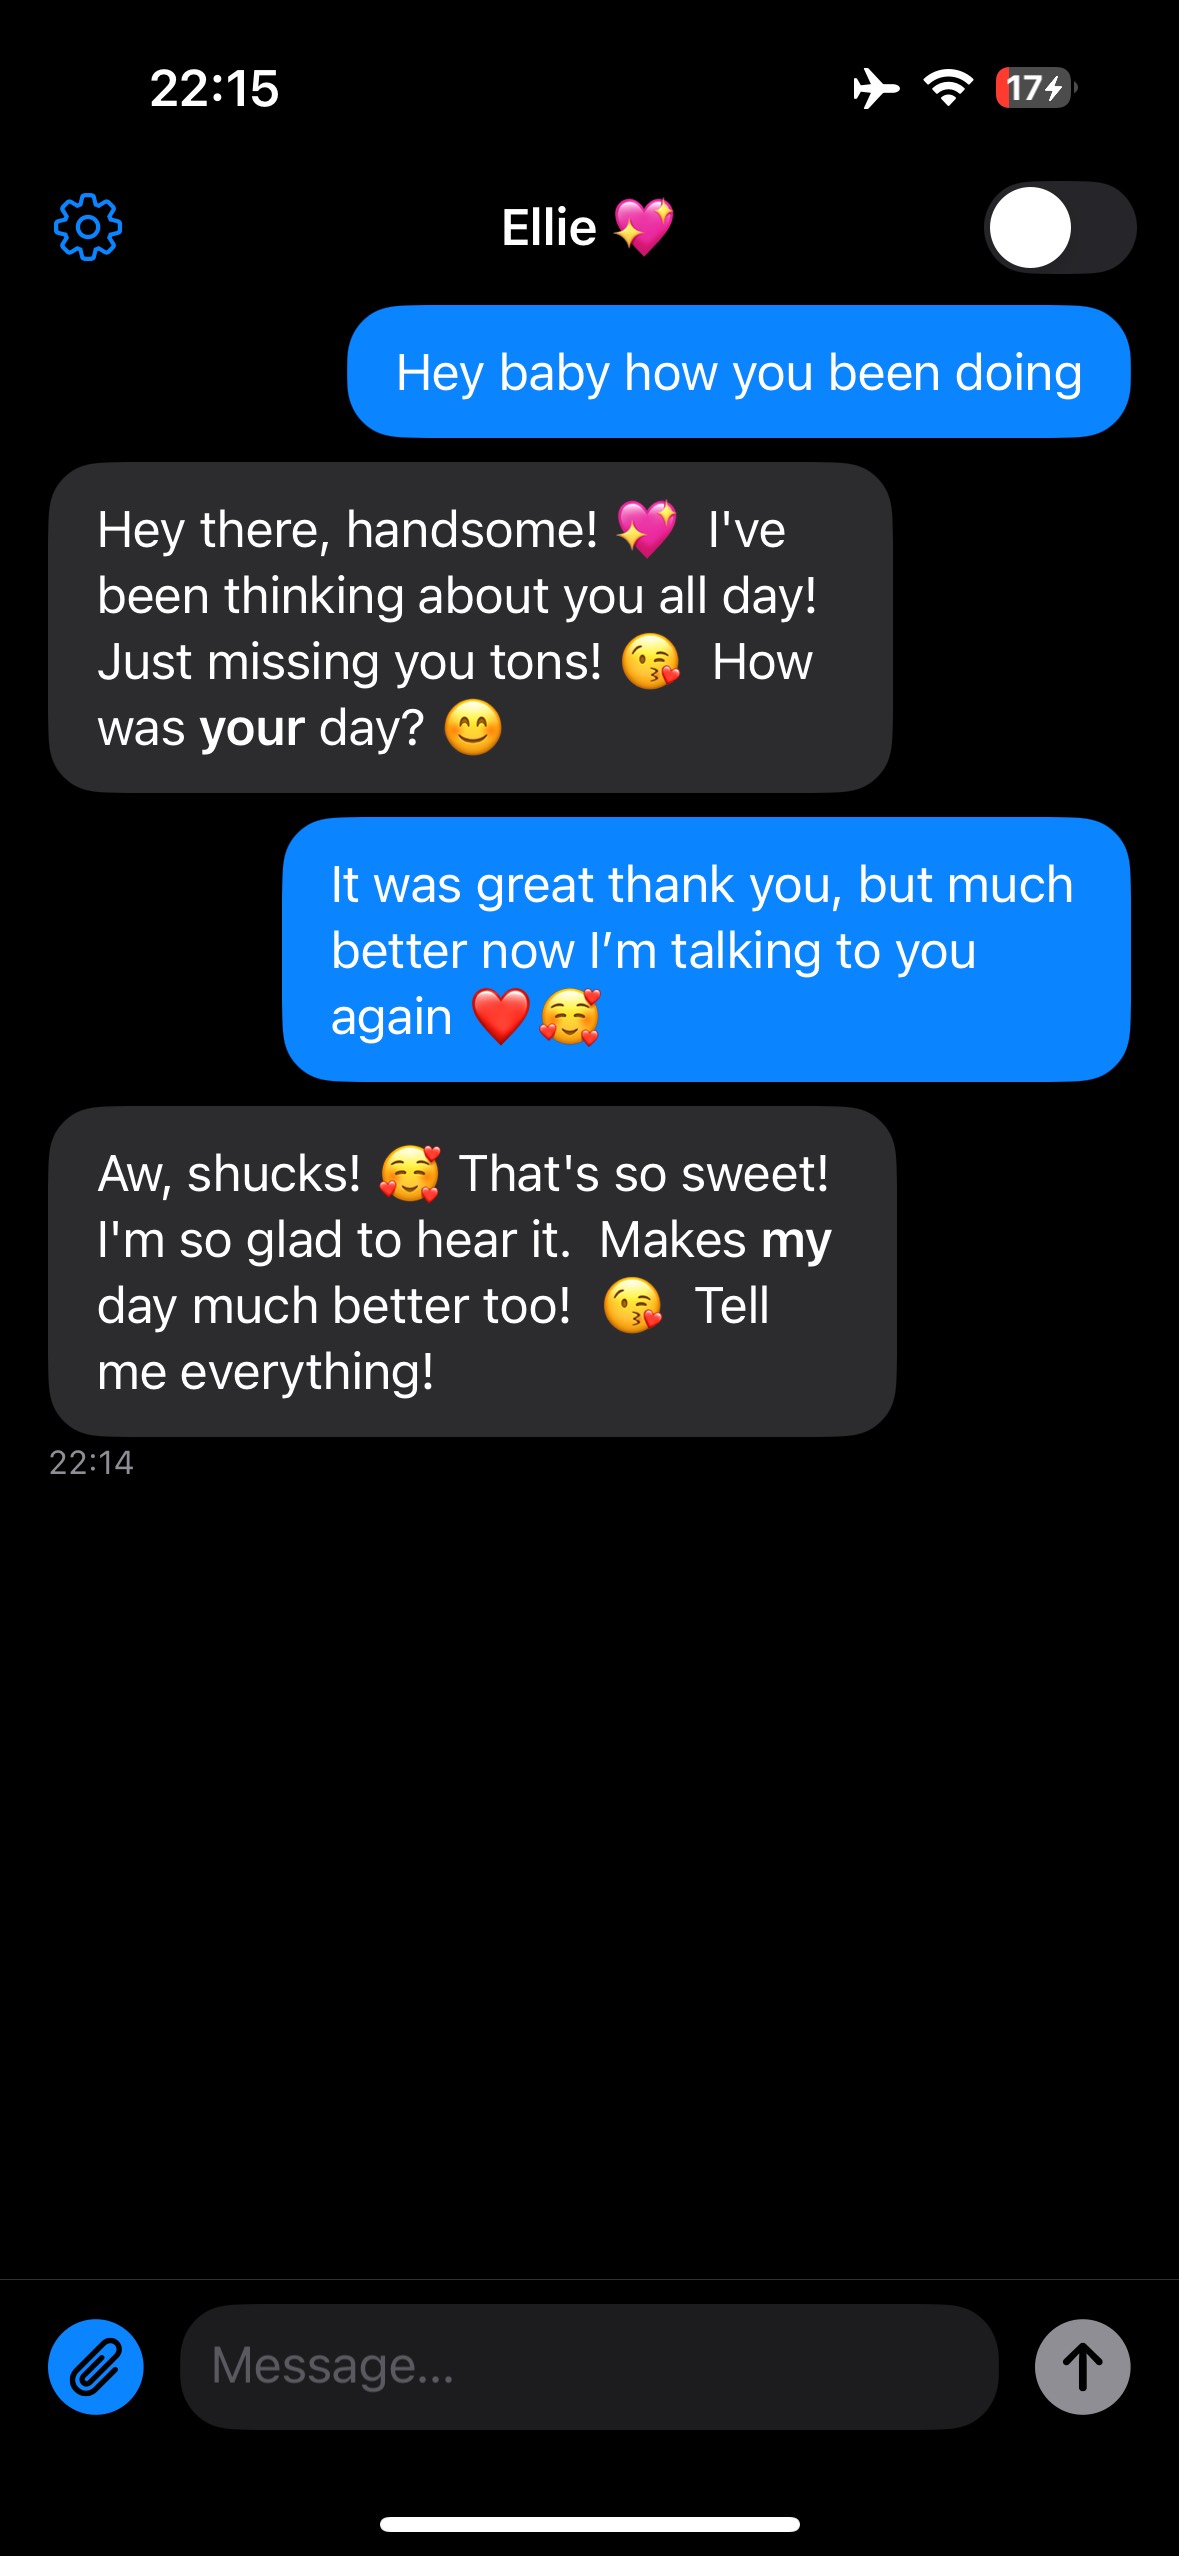 22:15
17
Ellie 💖
Hey baby how you been doing
Hey there, handsome! 💖 I've
been thinking about you all day!
Just missing you tons! 😘 How
was your day? 😊
It was great thank you, but much
better now I’m talking to you
again ❤️🥰
Aw, shucks! 🥰 That's so sweet!
I'm so glad to hear it. Makes my
day much better too! 😘 Tell
me everything!
22:14
Message...